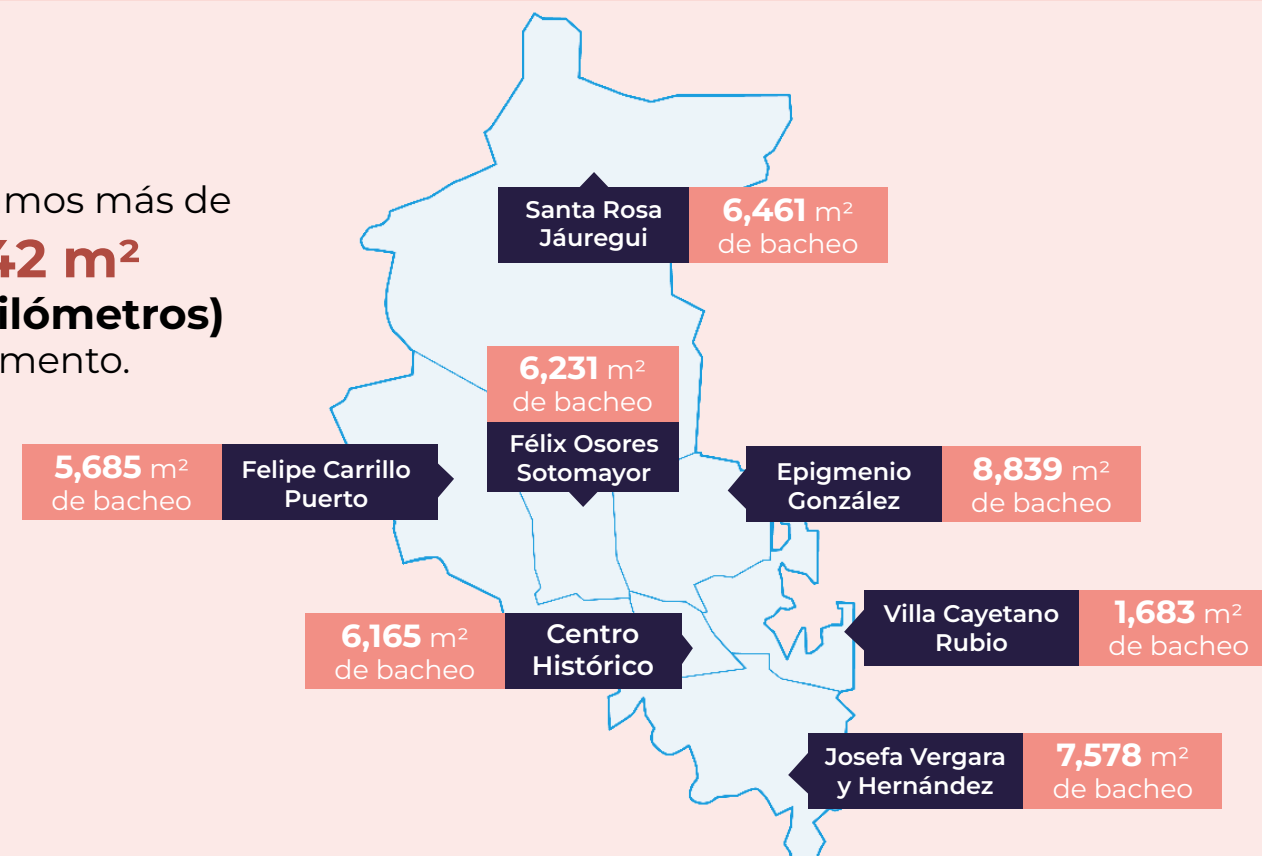 mos más de
42 m²
ilómetros)
mento.
Santa Rosa
Jáuregui
6,461 m²
de bacheo
6,231 m²
de bacheo
Félix Osores
Sotomayor
5,685 m²
de bacheo
Felipe Carrillo
Puerto
Epigmenio
González
8,839 m²
de bacheo
6,165 m²
de bacheo
Centro
Histórico
Villa Cayetano
Rubio
1,683 m²
de bacheo
Josefa Vergara
y Hernández
7,578 m²
de bacheo